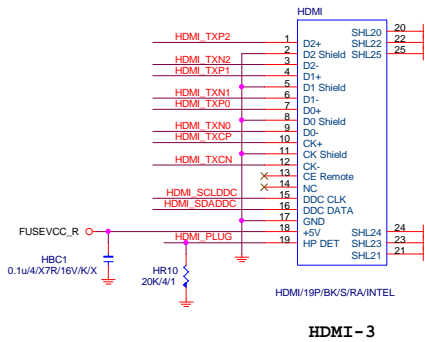 HDMI
HDMI_TXP2 1 D2+ SHL20 20
2 D2 Shield SHL22 22
HDMI_TXN2 3 D2- SHL25 25
HDMI_TXP1 4 D1+
5 D1 Shield
HDMI_TXN1 6 D1-
HDMI_TXP0 7 D0+
8 D0 Shield
HDMI_TXN0 9 D0-
HDMI_TXCP 10 CK+
11 CK Shield
HDMI_TXCN 12 CK-
13 CE Remote
14 NC
HDMI_SCLDDC 15 DDC CLK
HDMI_SDADDC 16 DDC DATA
17 GND
FUSEVCC_R 18 +5V SHL24 24
HDMI_PLUG 19 HP DET SHL23 23
SHL21 21
HBC1
0.1u/4/X7R/16V/K/X
HR10
20K/4/1
HDMI/19P/BK/S/RA/INTEL
HDMI-3